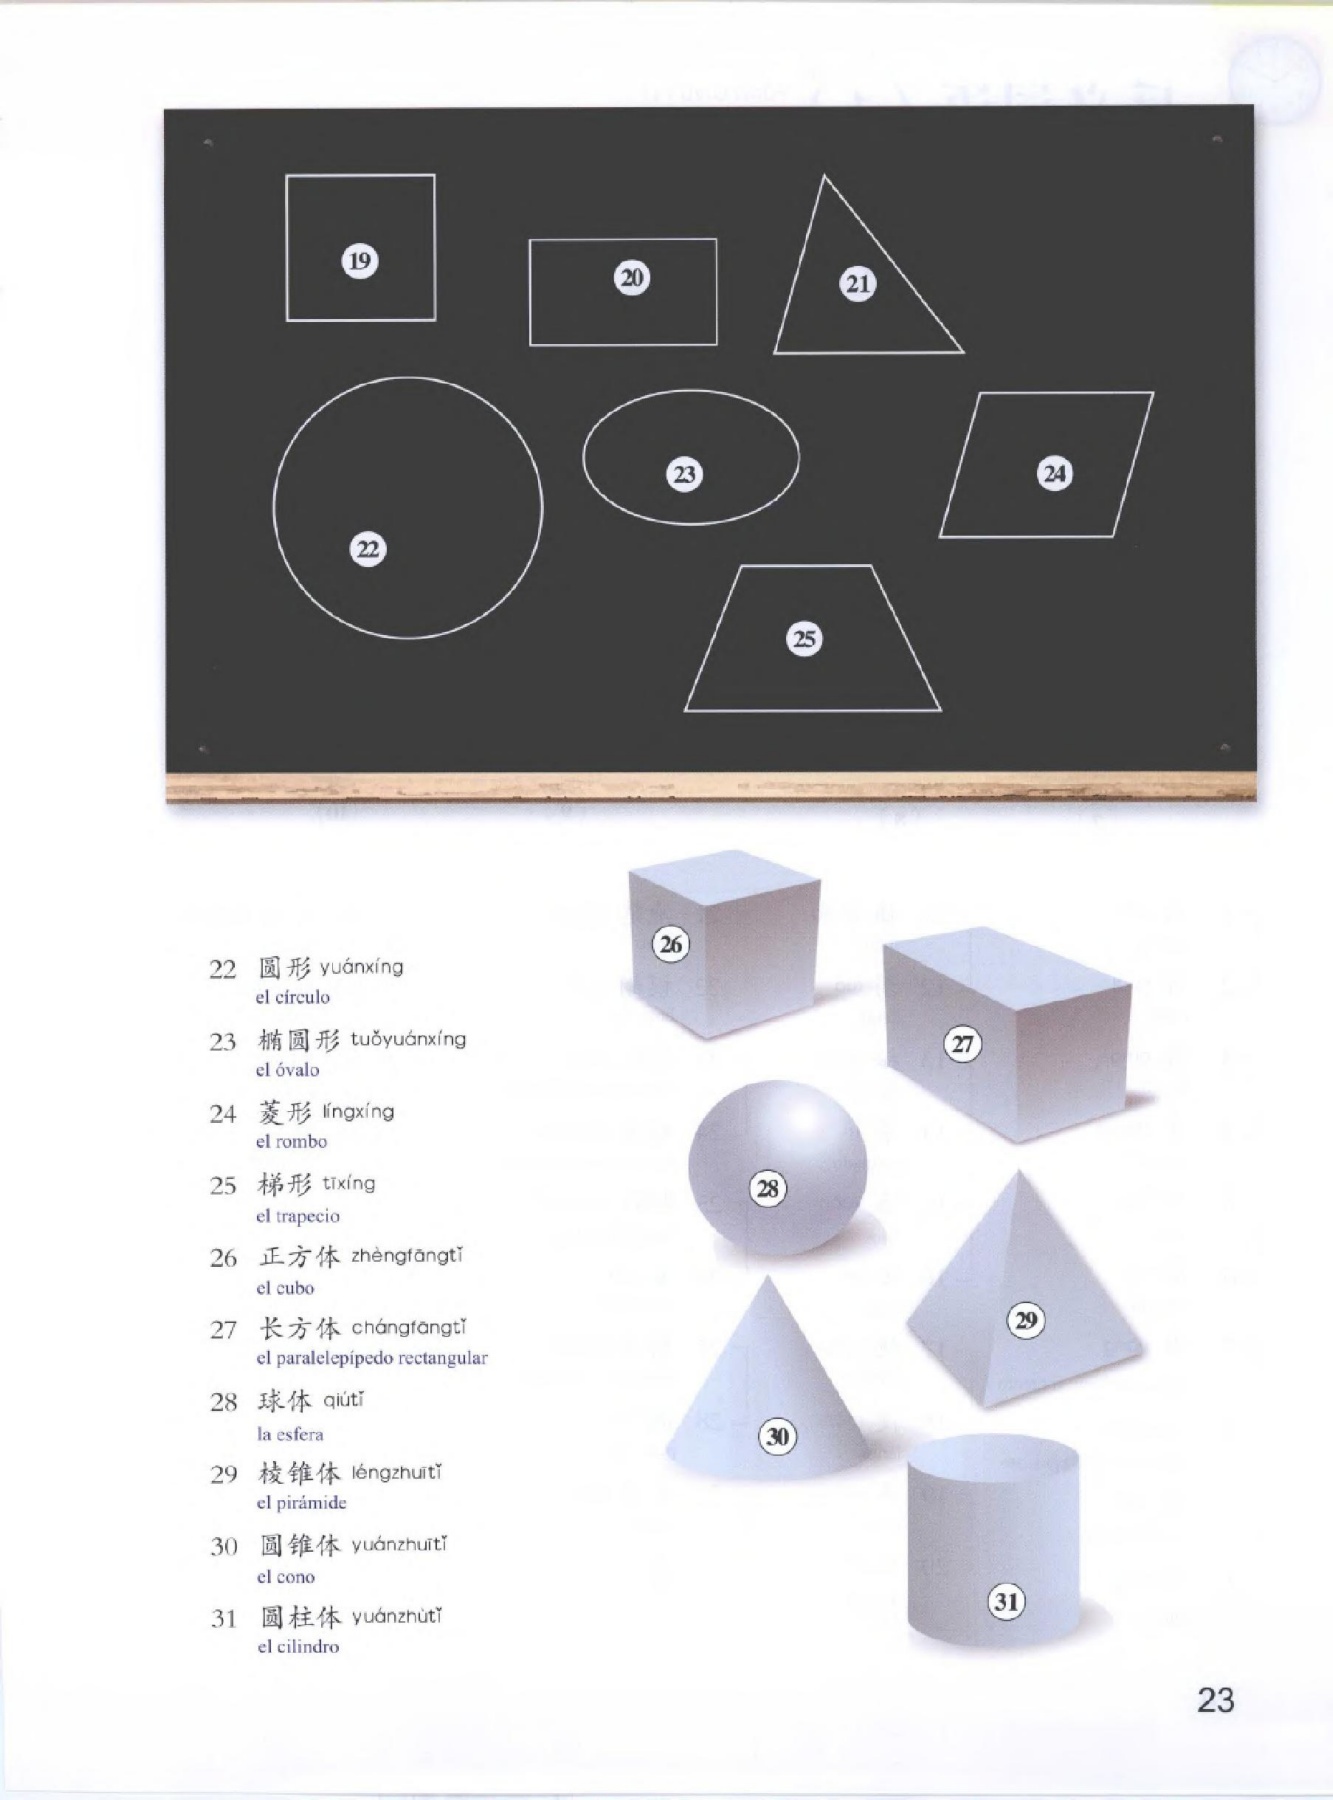 19
20
21
22
23
24
25
26
27
28
29
30
31
22 圆形 yuánxíng
el círculo
23 椭圆形 tuǒyuánxíng
el óvalo
24 菱形 língxíng
el rombo
25 梯形 tīxíng
el trapecio
26 正方体 zhèngfāngtǐ
el cubo
27 长方体 chángfāngtǐ
el paralelepípedo rectangular
28 球体 qiútǐ
la esfera
29 棱锥体 léngzhuītǐ
el pirámide
30 圆锥体 yuánzhuītǐ
el cono
31 圆柱体 yuánzhùtǐ
el cilindro
23